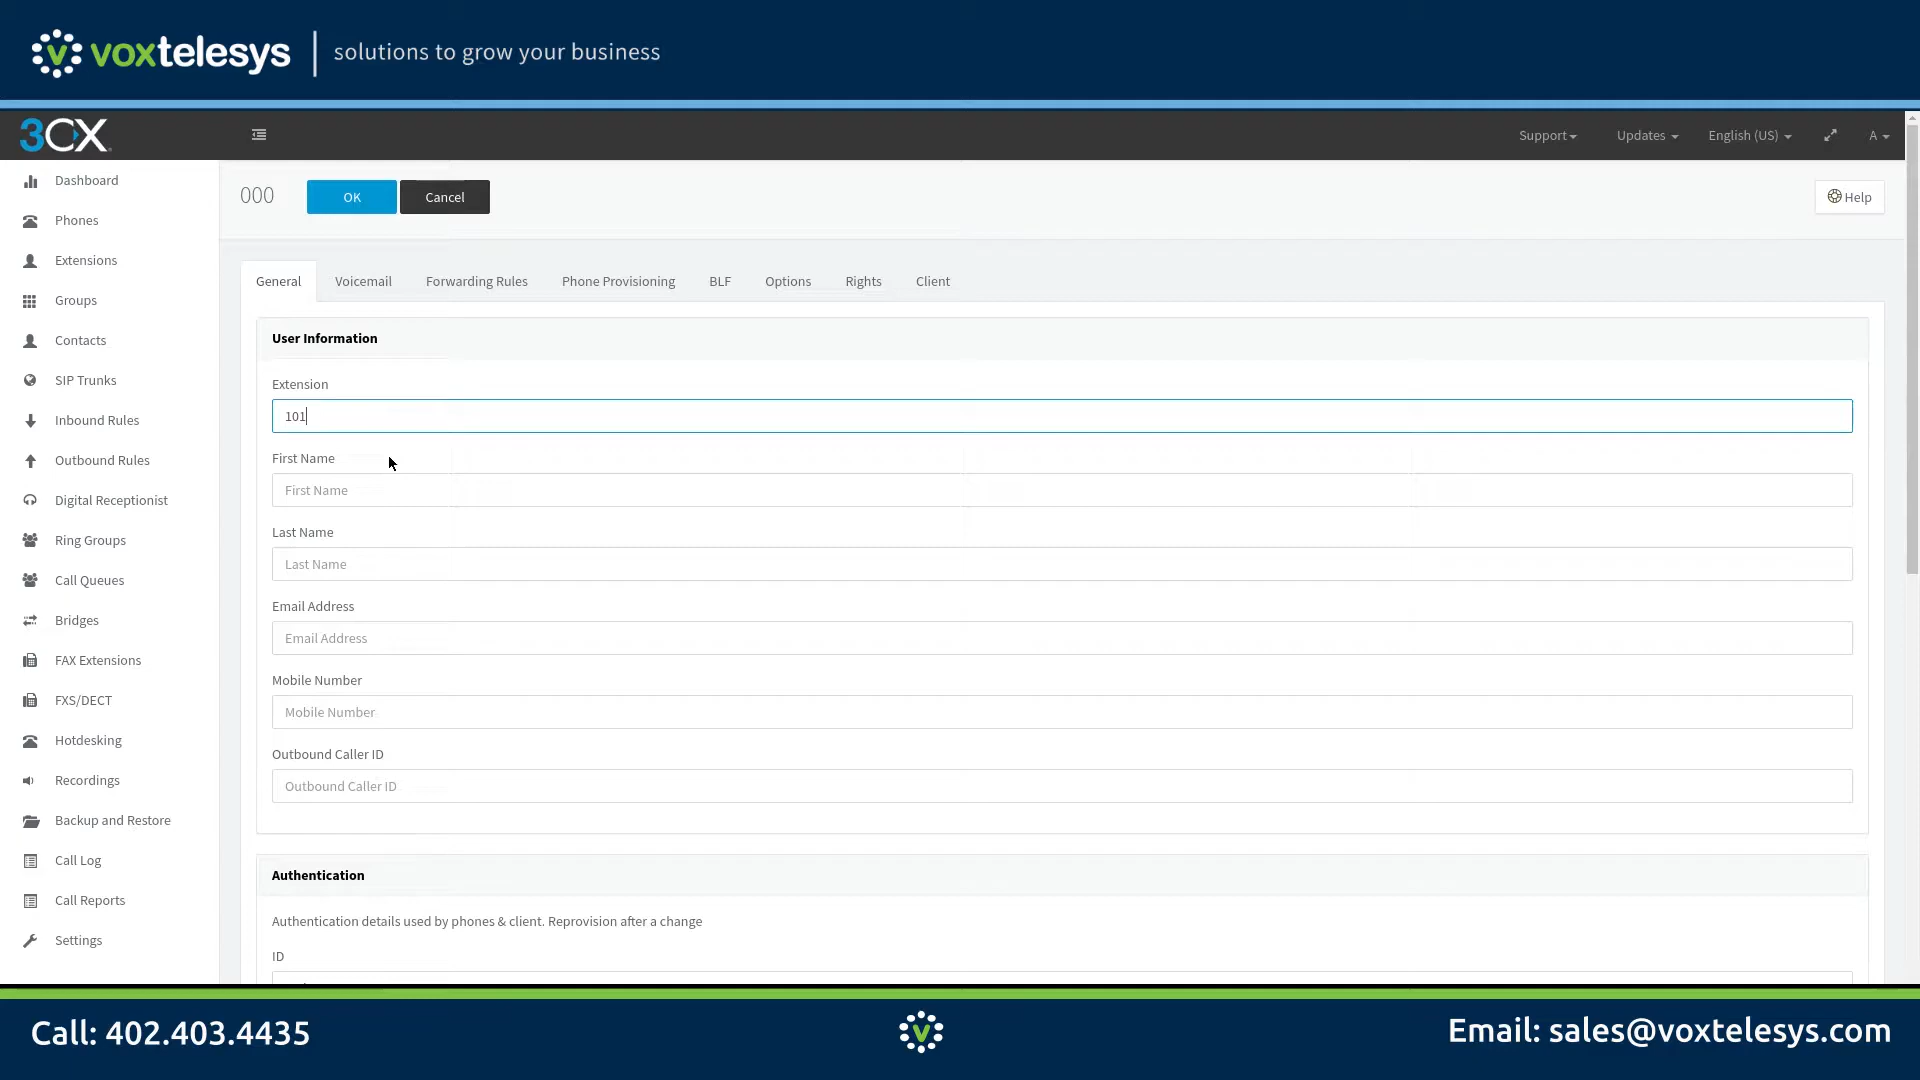 voxtelesys | solutions to grow your business
3CX
Support
Updates
English (US)
A
Dashboard
Phones
Extensions
Groups
Contacts
SIP Trunks
Inbound Rules
Outbound Rules
Digital Receptionist
Ring Groups
Call Queues
Bridges
FAX Extensions
FXS/DECT
Hotdesking
Recordings
Backup and Restore
Call Log
Call Reports
Settings
000
OK
Cancel
Help
General
Voicemail
Forwarding Rules
Phone Provisioning
BLF
Options
Rights
Client
User Information
Extension
101
First Name
First Name
Last Name
Last Name
Email Address
Email Address
Mobile Number
Mobile Number
Outbound Caller ID
Outbound Caller ID
Authentication
Authentication details used by phones & client. Reprovision after a change
ID
Call: 402.403.4435
v
Email: sales@voxtelesys.com